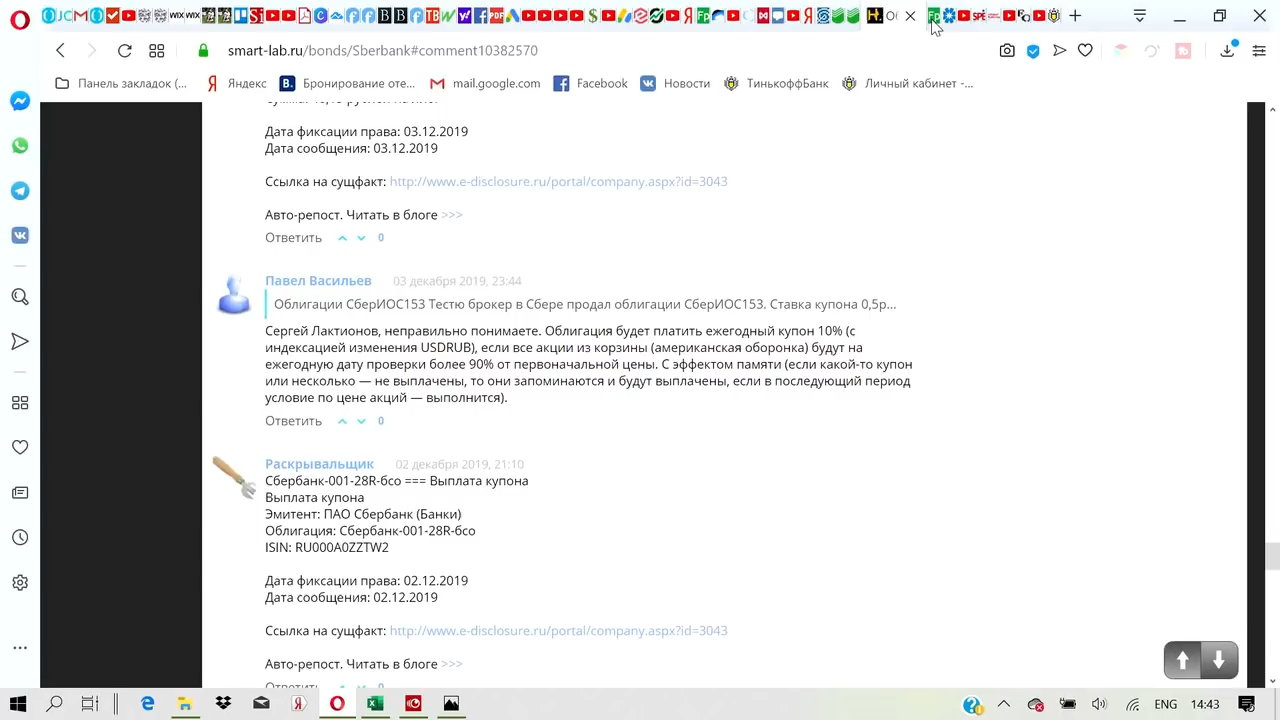 smart-lab.ru/bonds/Sberbank#comment10382570
Панель закладок (...
Яндекс
Бронирование оте...
mail.google.com
Facebook
Новости
ТинькоффБанк
Личный кабинет -...
Дата фиксации права: 03.12.2019
Дата сообщения: 03.12.2019
Ссылка на сущфакт: http://www.e-disclosure.ru/portal/company.aspx?id=3043
Авто-репост. Читать в блоге >>>
Ответить 0
Павел Васильев 03 декабря 2019, 23:44
Облигации СберИОС153 Тестю брокер в Сбере продал облигации СберИОС153. Ставка купона 0,5р...
Сергей Лактионов, неправильно понимаете. Облигация будет платить ежегодный купон 10% (с
индексацией изменения USDRUB), если все акции из корзины (американская оборонка) будут на
ежегодную дату проверки более 90% от первоначальной цены. С эффектом памяти (если какой-то купон
или несколько — не выплачены, то они запоминаются и будут выплачены, если в последующий период
условие по цене акций — выполнится).
Ответить 0
Раскрывальщик 02 декабря 2019, 21:10
Сбербанк-001-28R-бсо === Выплата купона
Выплата купона
Эмитент: ПАО Сбербанк (Банки)
Облигация: Сбербанк-001-28R-бсо
ISIN: RU000A0ZZTW2
Дата фиксации права: 02.12.2019
Дата сообщения: 02.12.2019
Ссылка на сущфакт: http://www.e-disclosure.ru/portal/company.aspx?id=3043
Авто-репост. Читать в блоге >>>
Ответить 0
ENG 14:43